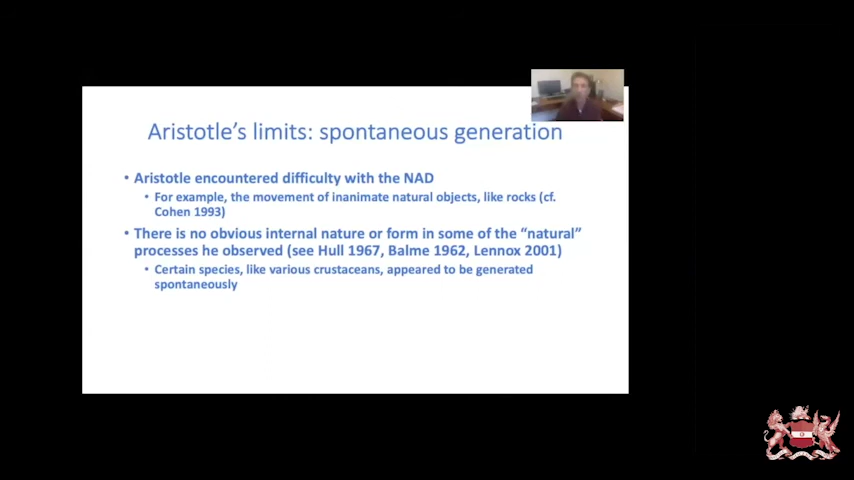 Aristotle's limits: spontaneous generation
• Aristotle encountered difficulty with the NAD
• For example, the movement of inanimate natural objects, like rocks (cf.
Cohen 1993)
• There is no obvious internal nature or form in some of the "natural"
processes he observed (see Hull 1967, Balme 1962, Lennox 2001)
• Certain species, like various crustaceans, appeared to be generated
spontaneously